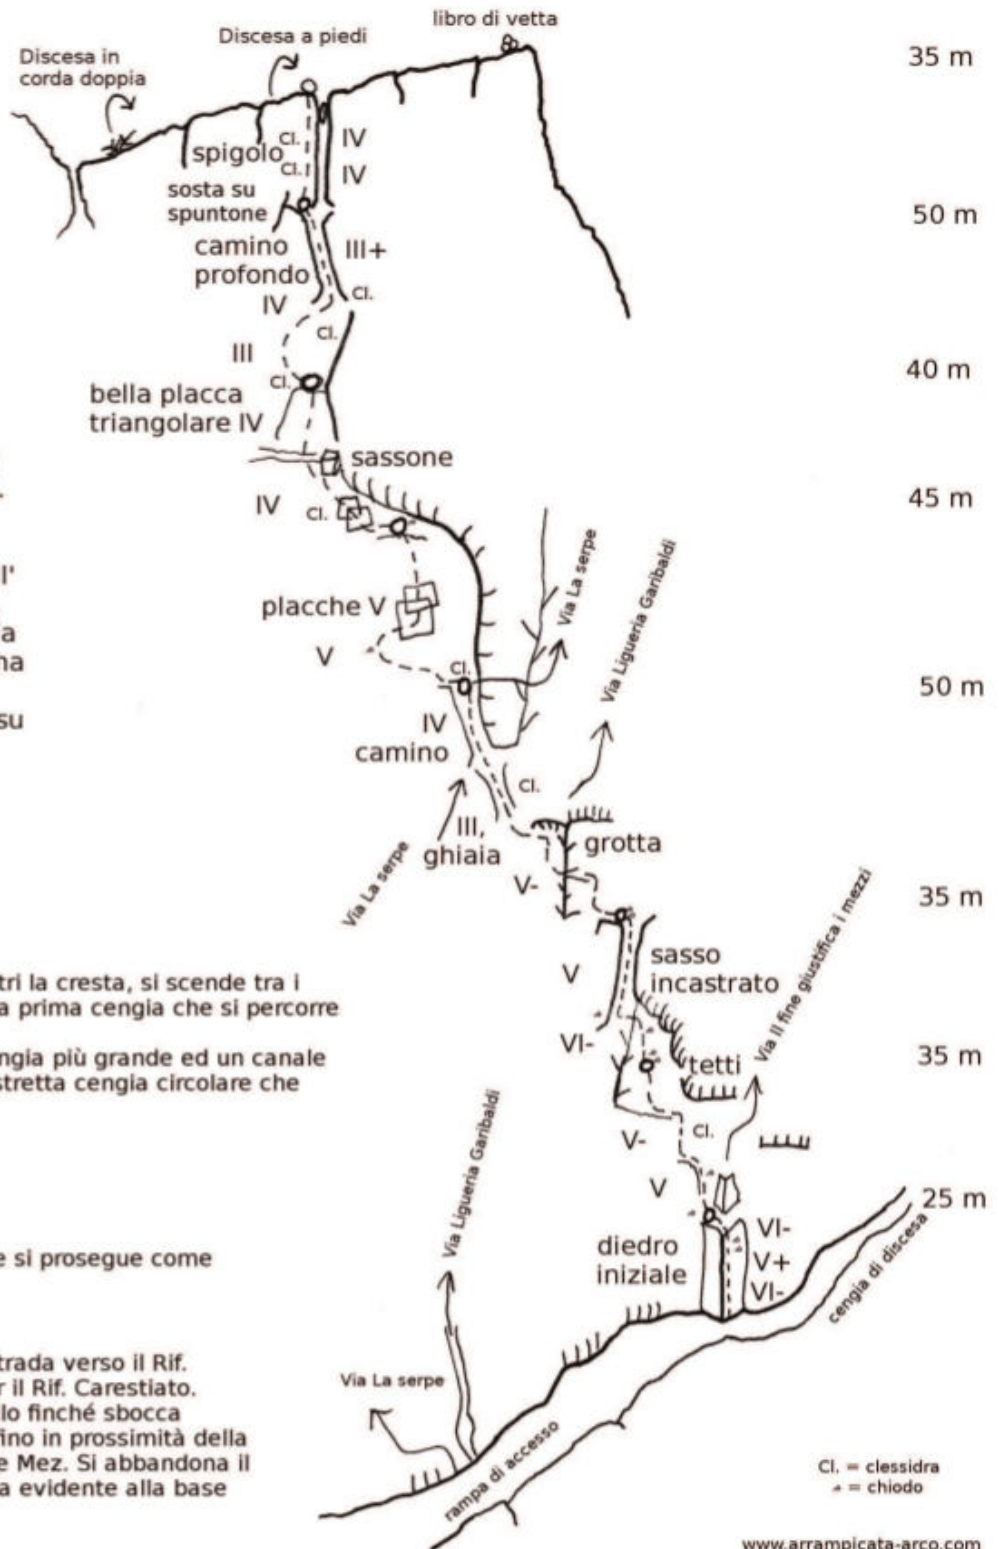 libro di vetta
Discesa a piedi
Discesa in
corda doppia
35 m
Cl.
IV
spigolo
Cl.
IV
sosta su
spuntone
50 m
camino
profondo
III+
IV
Cl.
Cl.
III
Cl.
40 m
bella placca
triangolare IV
sassone
IV
Cl.
45 m
Via La serpe
Via Ligueria Garibaldi
l'
placche V
a
na
V
Cl.
50 m
su
IV
camino
Cl.
III,
ghiaia
grotta
Via La serpe
V-
35 m
Via Il fine giustifica i mezzi
sasso
incastrato
V
tri la cresta, si scende tra i
a prima cengia che si percorre
VI-
35 m
ngia più grande ed un canale
stretta cengia circolare che
tetti
Via Ligueria Garibaldi
V-
Cl.
V
25 m
VI-
diedro
iniziale
V+
VI-
cengia di discesa
e si prosegue come
trada verso il Rif.
r il Rif. Carestiato.
lo finché sbocca
fino in prossimità della
e Mez. Si abbandona il
a evidente alla base
Via La serpe
rampa di accesso
Cl. = clessidra
= chiodo
www.arrampicata-arco.com